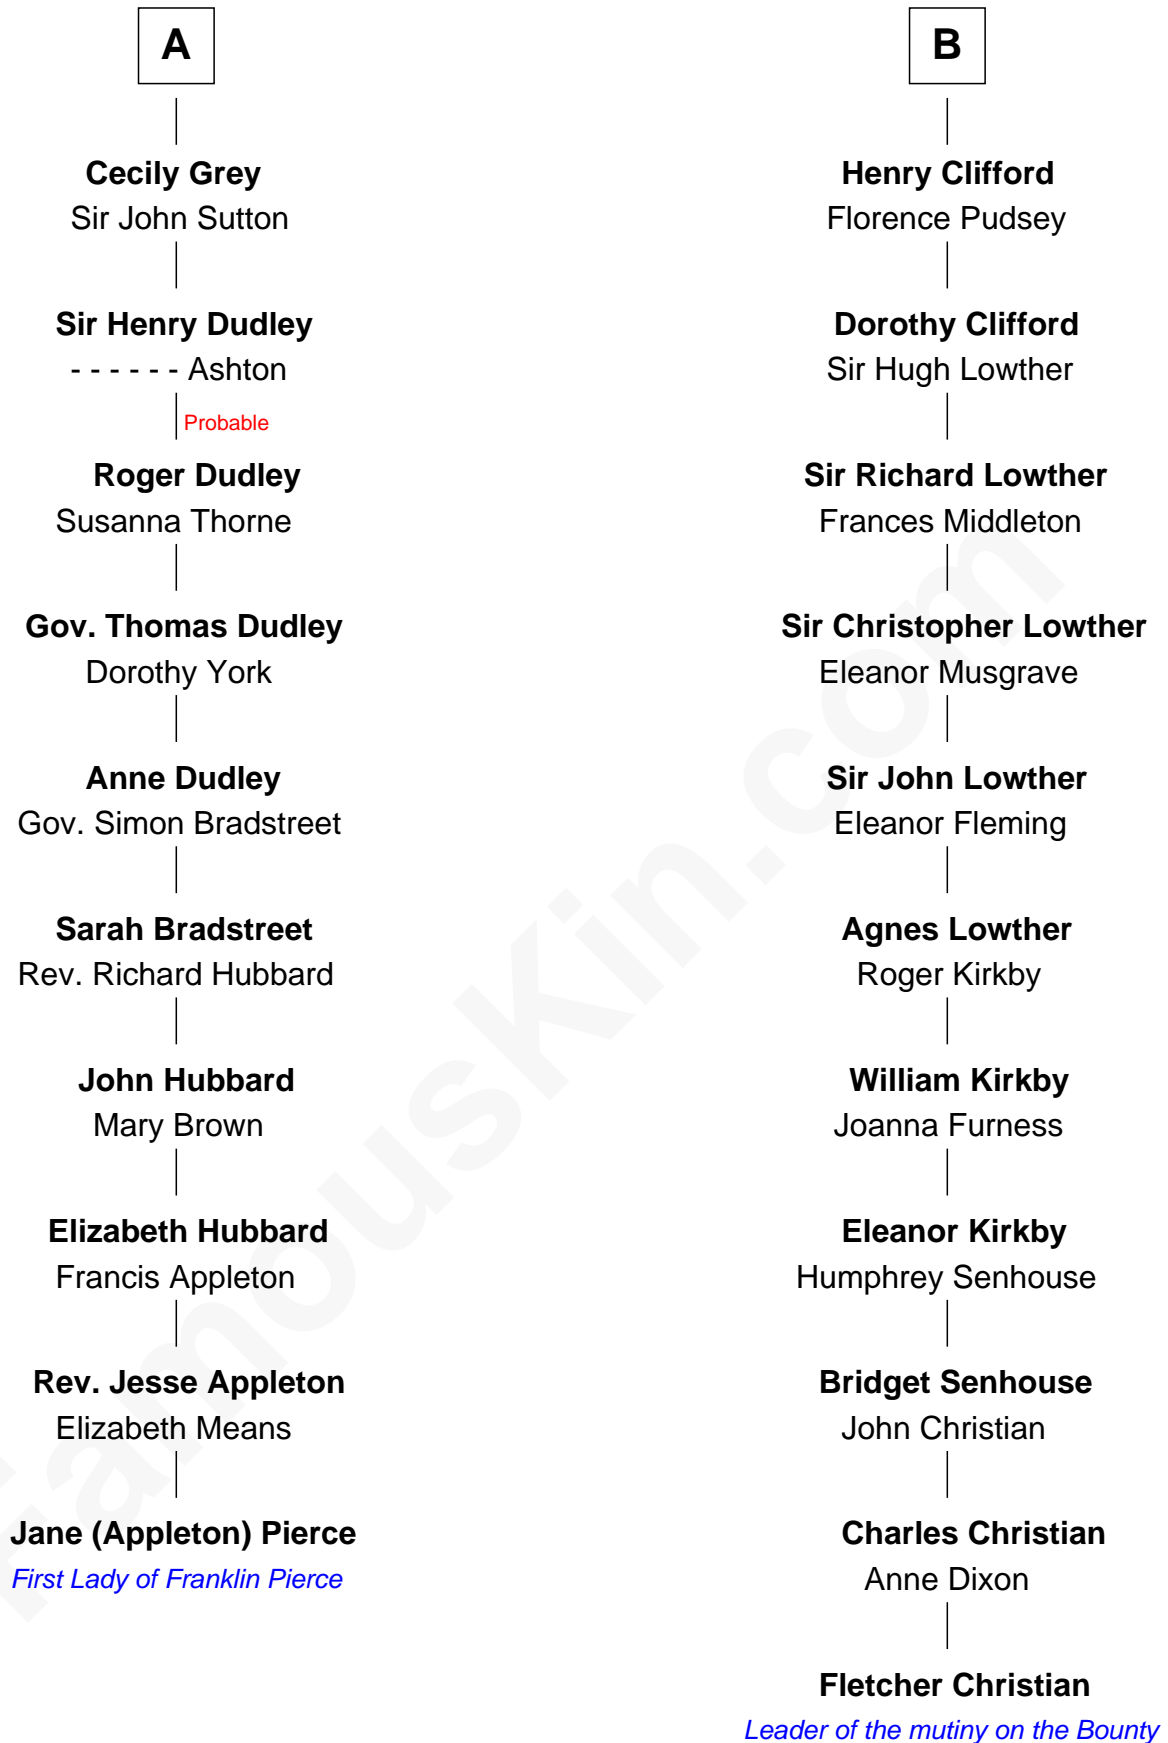 A
Cecily Grey
Sir John Sutton
Sir Henry Dudley
- - - - - - Ashton
Probable
Roger Dudley
Susanna Thorne
Gov. Thomas Dudley
Dorothy York
Anne Dudley
Gov. Simon Bradstreet
Sarah Bradstreet
Rev. Richard Hubbard
John Hubbard
Mary Brown
Elizabeth Hubbard
Francis Appleton
Rev. Jesse Appleton
Elizabeth Means
Jane (Appleton) Pierce
First Lady of Franklin Pierce
B
Henry Clifford
Florence Pudsey
Dorothy Clifford
Sir Hugh Lowther
Sir Richard Lowther
Frances Middleton
Sir Christopher Lowther
Eleanor Musgrave
Sir John Lowther
Eleanor Fleming
Agnes Lowther
Roger Kirkby
William Kirkby
Joanna Furness
Eleanor Kirkby
Humphrey Senhouse
Bridget Senhouse
John Christian
Charles Christian
Anne Dixon
Fletcher Christian
Leader of the mutiny on the Bounty
FamousKin.com